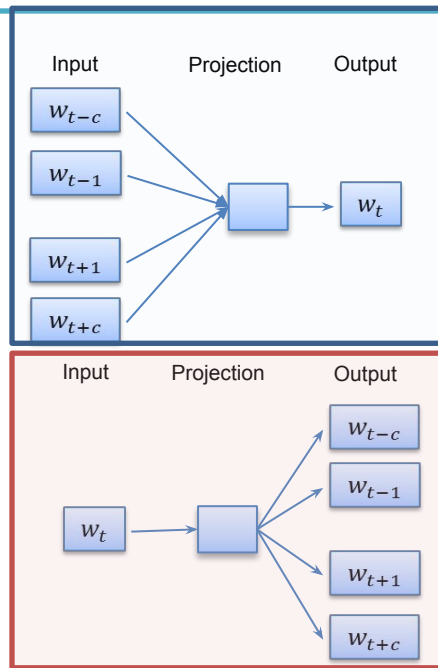 Input Projection Output
w_{t-c}
w_{t-1}
w_t
w_{t+1}
w_{t+c}
Input Projection Output
w_{t-c}
w_{t-1}
w_t
w_{t+1}
w_{t+c}